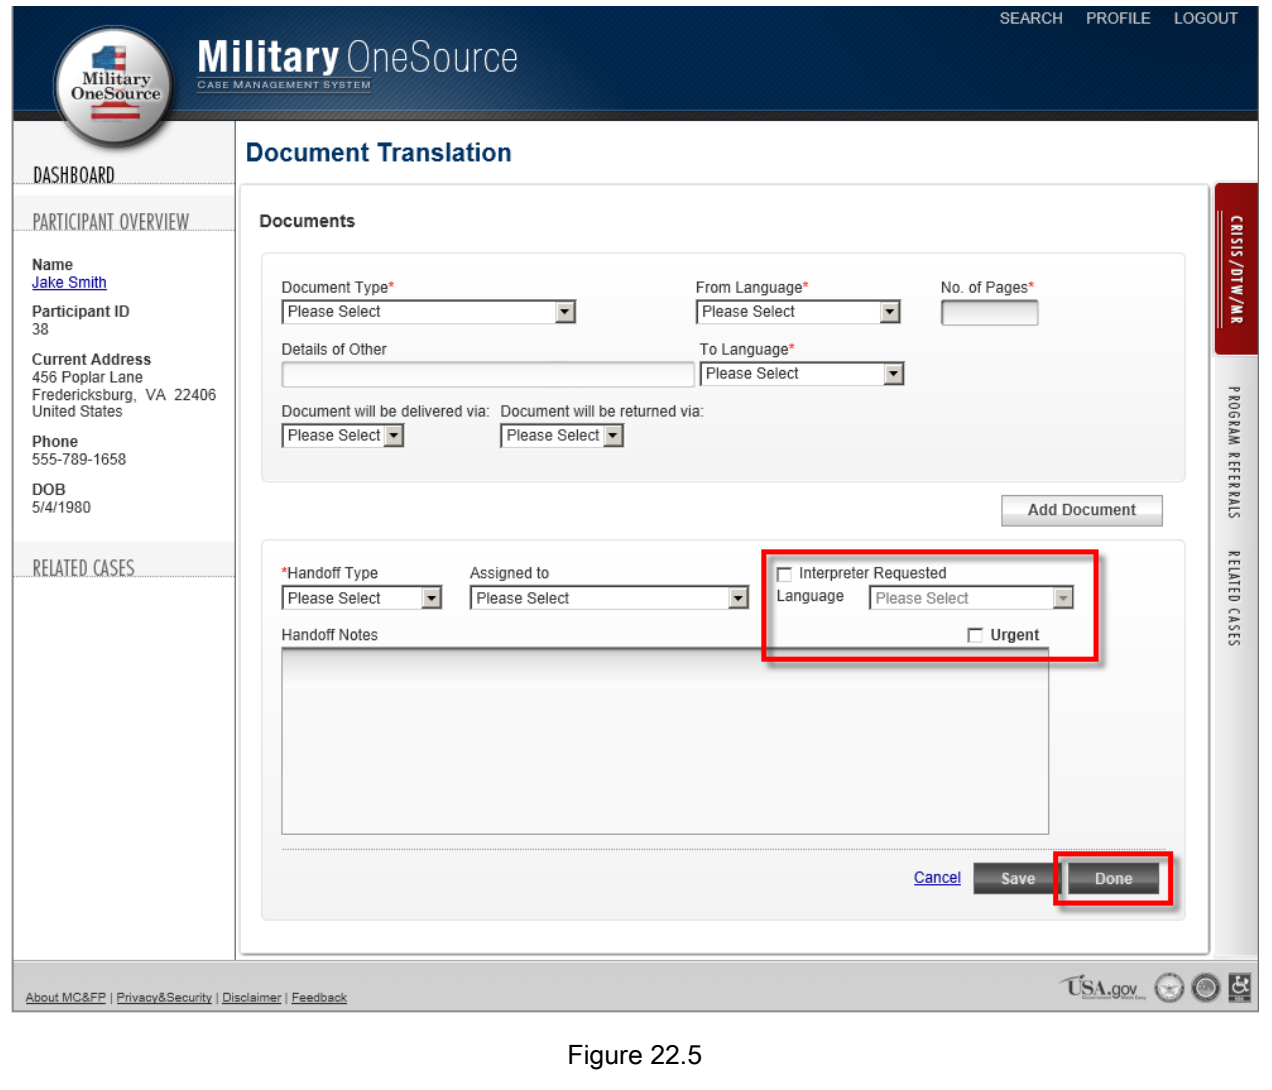 SEARCH PROFILE LOGOUT
Military OneSource
CASE MANAGEMENT SYSTEM
Military
OneSource
DASHBOARD
PARTICIPANT OVERVIEW
Name
Jake Smith
Participant ID
38
Current Address
456 Poplar Lane
Fredericksburg, VA 22406
United States
Phone
555-789-1658
DOB
5/4/1980
RELATED CASES
Document Translation
Documents
Document Type* From Language* No. of Pages*
Please Select Please Select
Details of Other To Language*
Please Select
Document will be delivered via: Document will be returned via:
Please Select Please Select
Add Document
*Handoff Type Assigned to Interpreter Requested
Please Select Please Select Language Please Select
Handoff Notes Urgent
Cancel Save Done
CRISIS/DTW/MR
PROGRAM REFERRALS
RELATED CASES
About MC&FP | Privacy&Security | Disclaimer | Feedback
USA.gov
Figure 22.5